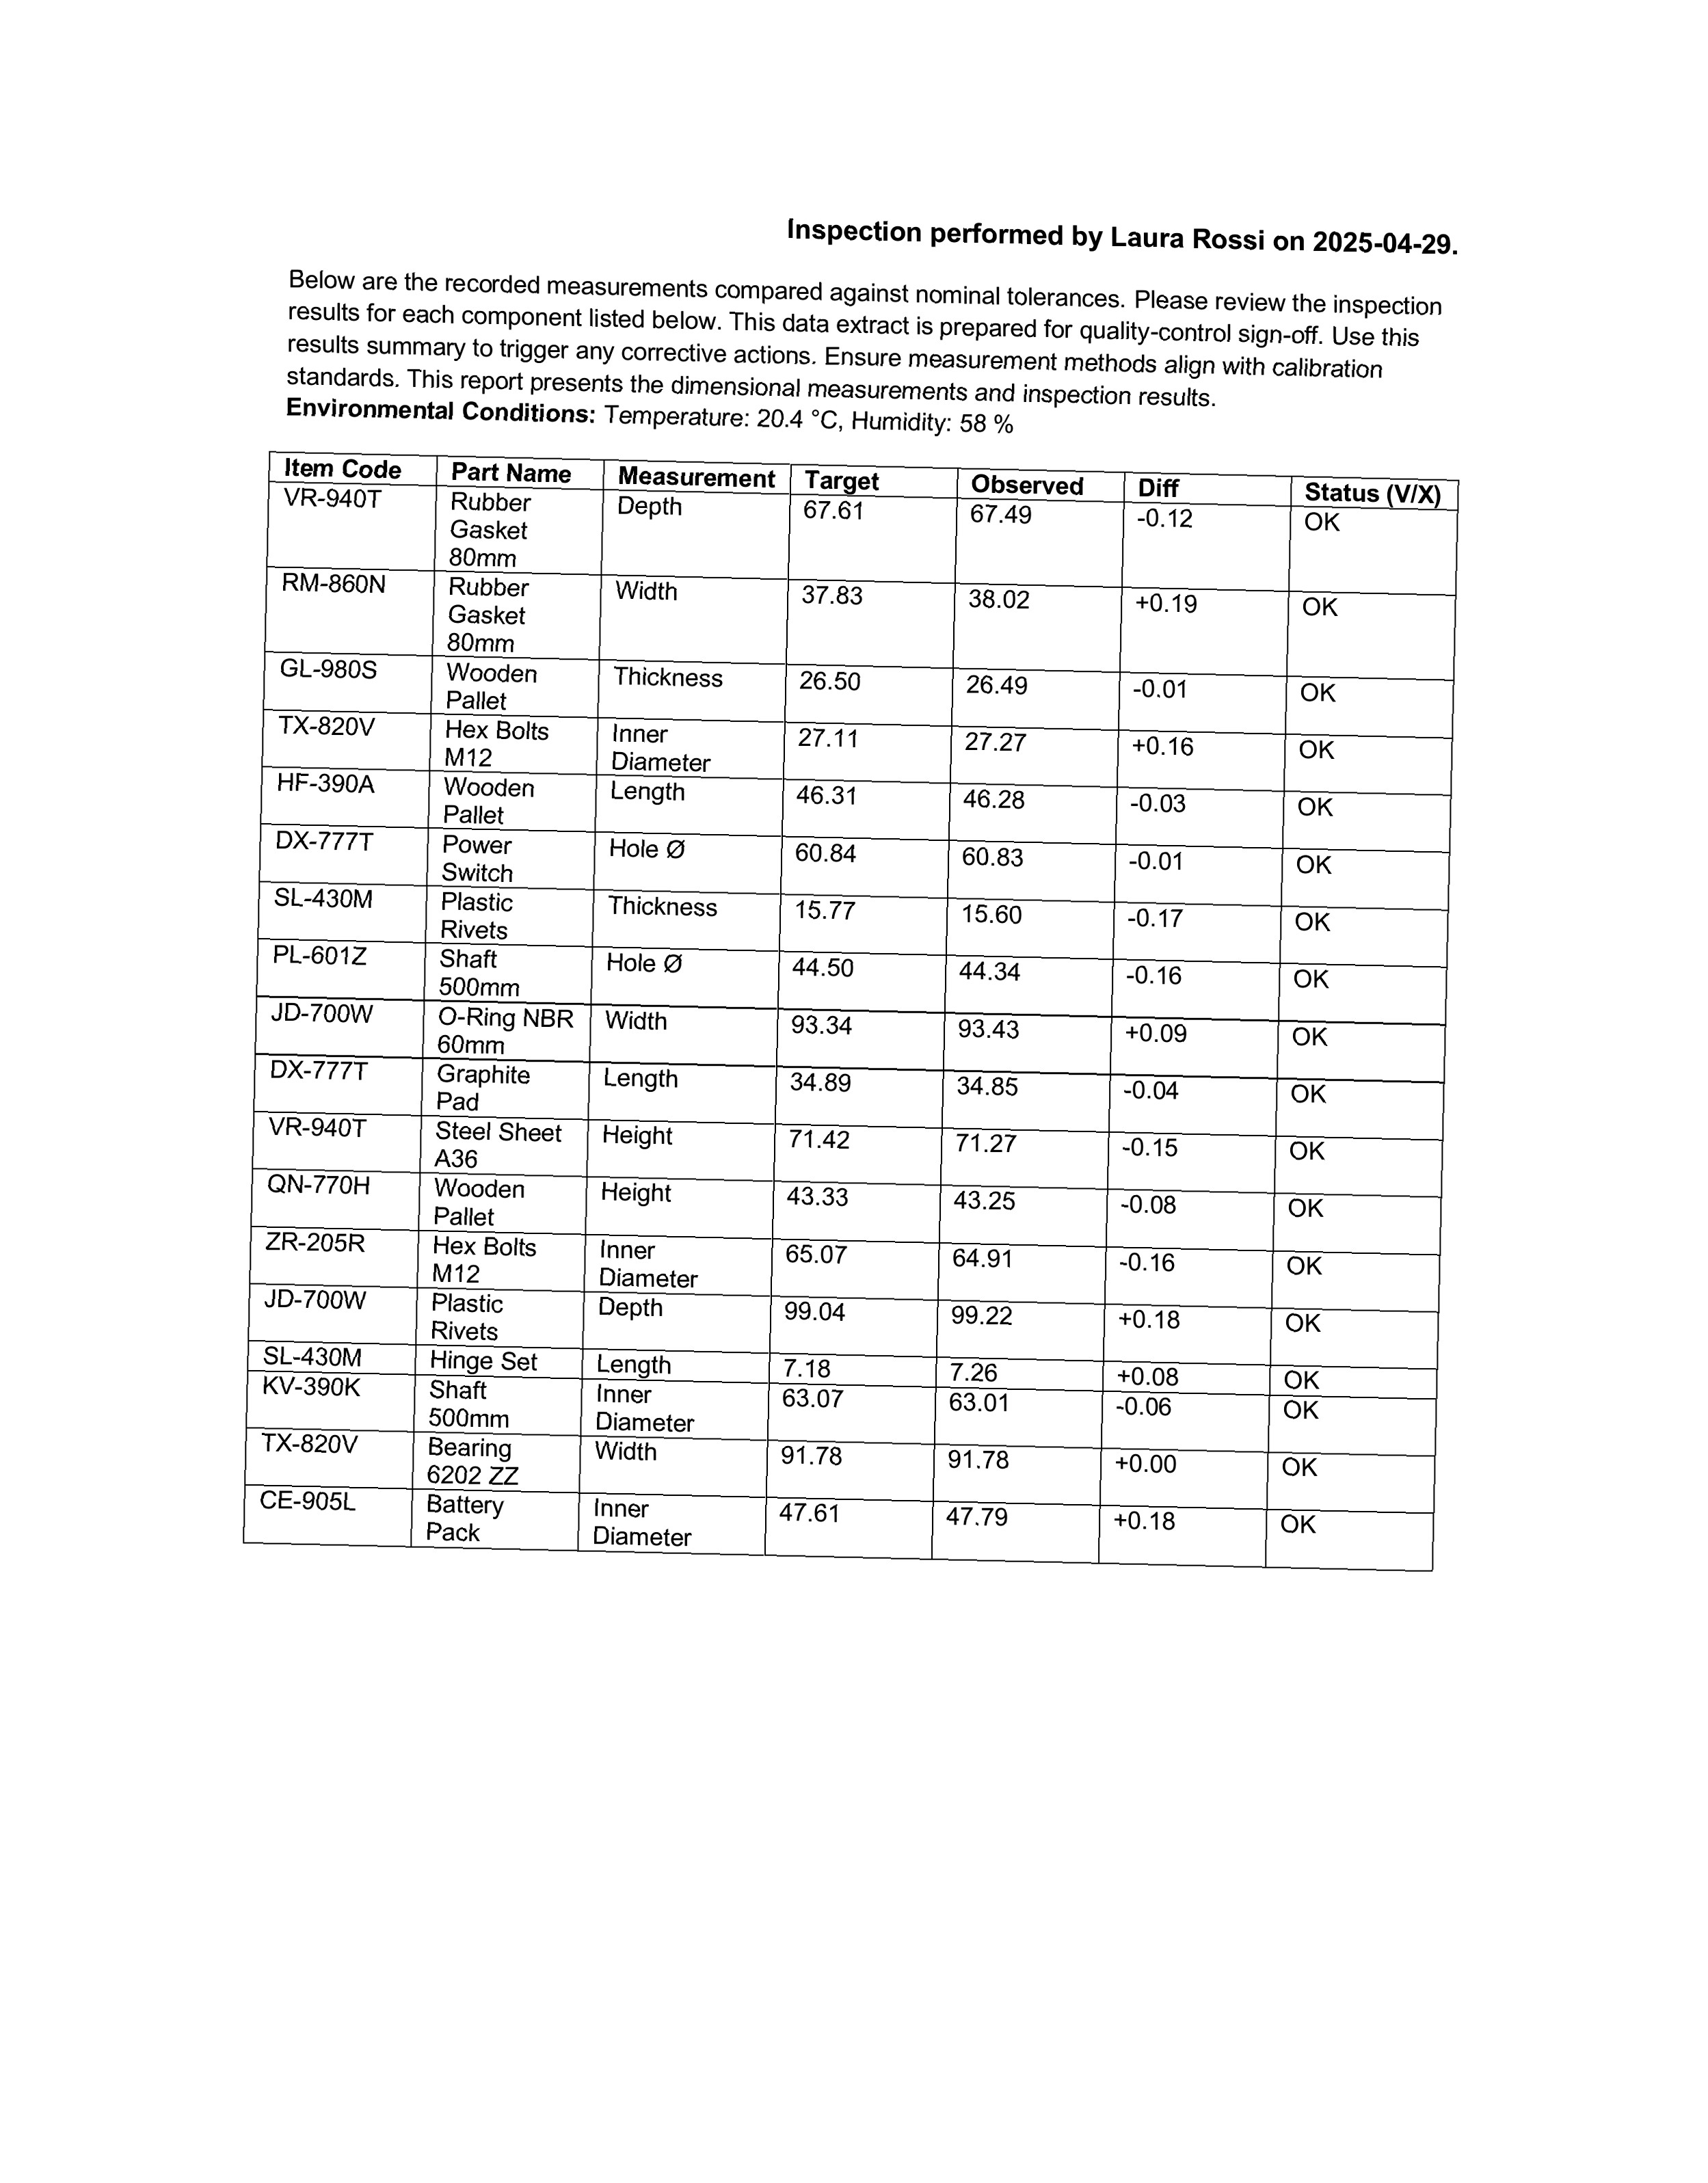 Inspection performed by Laura Rossi on 2025-04-29.
Below are the recorded measurements compared against nominal tolerances. Please review the inspection
results for each component listed below. This data extract is prepared for quality-control sign-off. Use this
results summary to trigger any corrective actions. Ensure measurement methods align with calibration
standards. This report presents the dimensional measurements and inspection results.
Environmental Conditions: Temperature: 20.4 °C, Humidity: 58 %
Item Code Part Name Measurement Target Observed Diff Status (V/X)
VR-940T Rubber Depth 67.61 67.49 -0.12 OK
Gasket
80mm
RM-860N Rubber Width 37.83 38.02 +0.19 OK
Gasket
80mm
GL-980S Wooden Thickness 26.50 26.49 -0.01 OK
Pallet
TX-820V Hex Bolts Inner 27.11 27.27 +0.16 OK
M12 Diameter
HF-390A Wooden Length 46.31 46.28 -0.03 OK
Pallet
DX-777T Power Hole Ø 60.84 60.83 -0.01 OK
Switch
SL-430M Plastic Thickness 15.77 15.60 -0.17 OK
Rivets
PL-601Z Shaft Hole Ø 44.50 44.34 -0.16 OK
500mm
JD-700W O-Ring NBR Width 93.34 93.43 +0.09 OK
60mm
DX-777T Graphite Length 34.89 34.85 -0.04 OK
Pad
VR-940T Steel Sheet Height 71.42 71.27 -0.15 OK
A36
QN-770H Wooden Height 43.33 43.25 -0.08 OK
Pallet
ZR-205R Hex Bolts Inner 65.07 64.91 -0.16 OK
M12 Diameter
JD-700W Plastic Depth 99.04 99.22 +0.18 OK
Rivets
SL-430M Hinge Set Length 7.18 7.26 +0.08 OK
KV-390K Shaft Inner 63.07 63.01 -0.06 OK
500mm Diameter
TX-820V Bearing Width 91.78 91.78 +0.00 OK
6202 ZZ
CE-905L Battery Inner 47.61 47.79 +0.18 OK
Pack Diameter